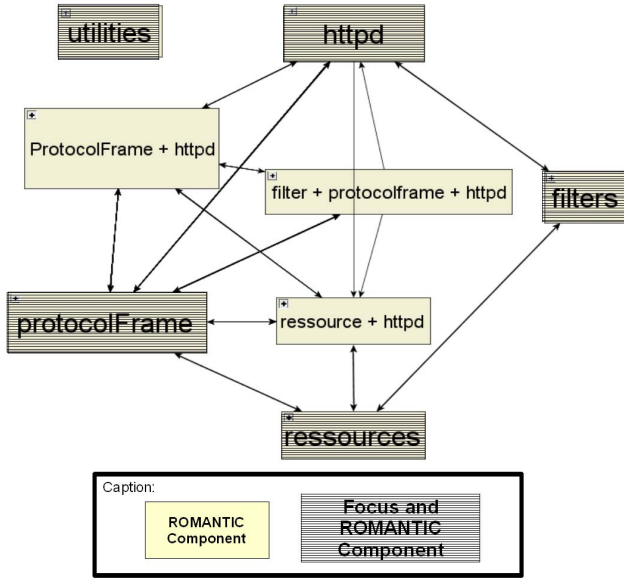 utilities
httpd
ProtocolFrame + httpd
filter + protocolframe + httpd
filters
protocolFrame
ressource + httpd
ressources
Caption:
ROMANTIC
Component
Focus and
ROMANTIC
Component